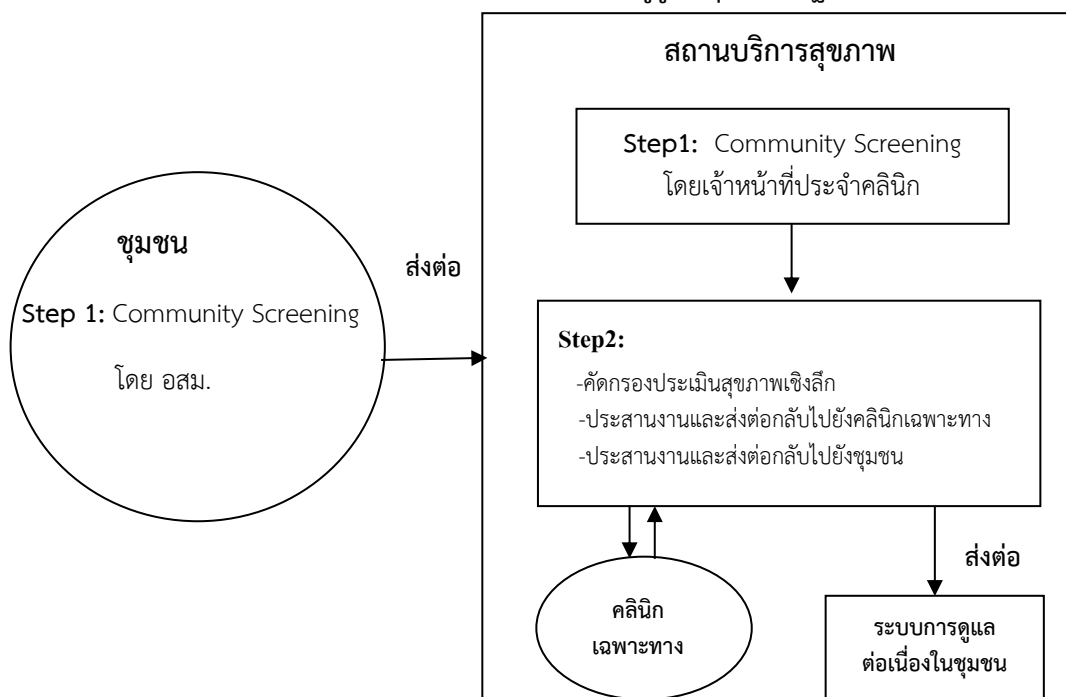 สถานบริการสุขภาพ
Step1: Community Screening
โดยเจ้าหน้าที่ประจำคลินิก
ชุมชน
Step 1: Community Screening
โดย อสม.
ส่งต่อ
Step2:
-คัดกรองประเมินสุขภาพเชิงลึก
-ประสานงานและส่งต่อกลับไปยังคลินิกเฉพาะทาง
-ประสานงานและส่งต่อกลับไปยังชุมชน
ส่งต่อ
คลินิก
เฉพาะทาง
ระบบการดูแล
ต่อเนื่องในชุมชน